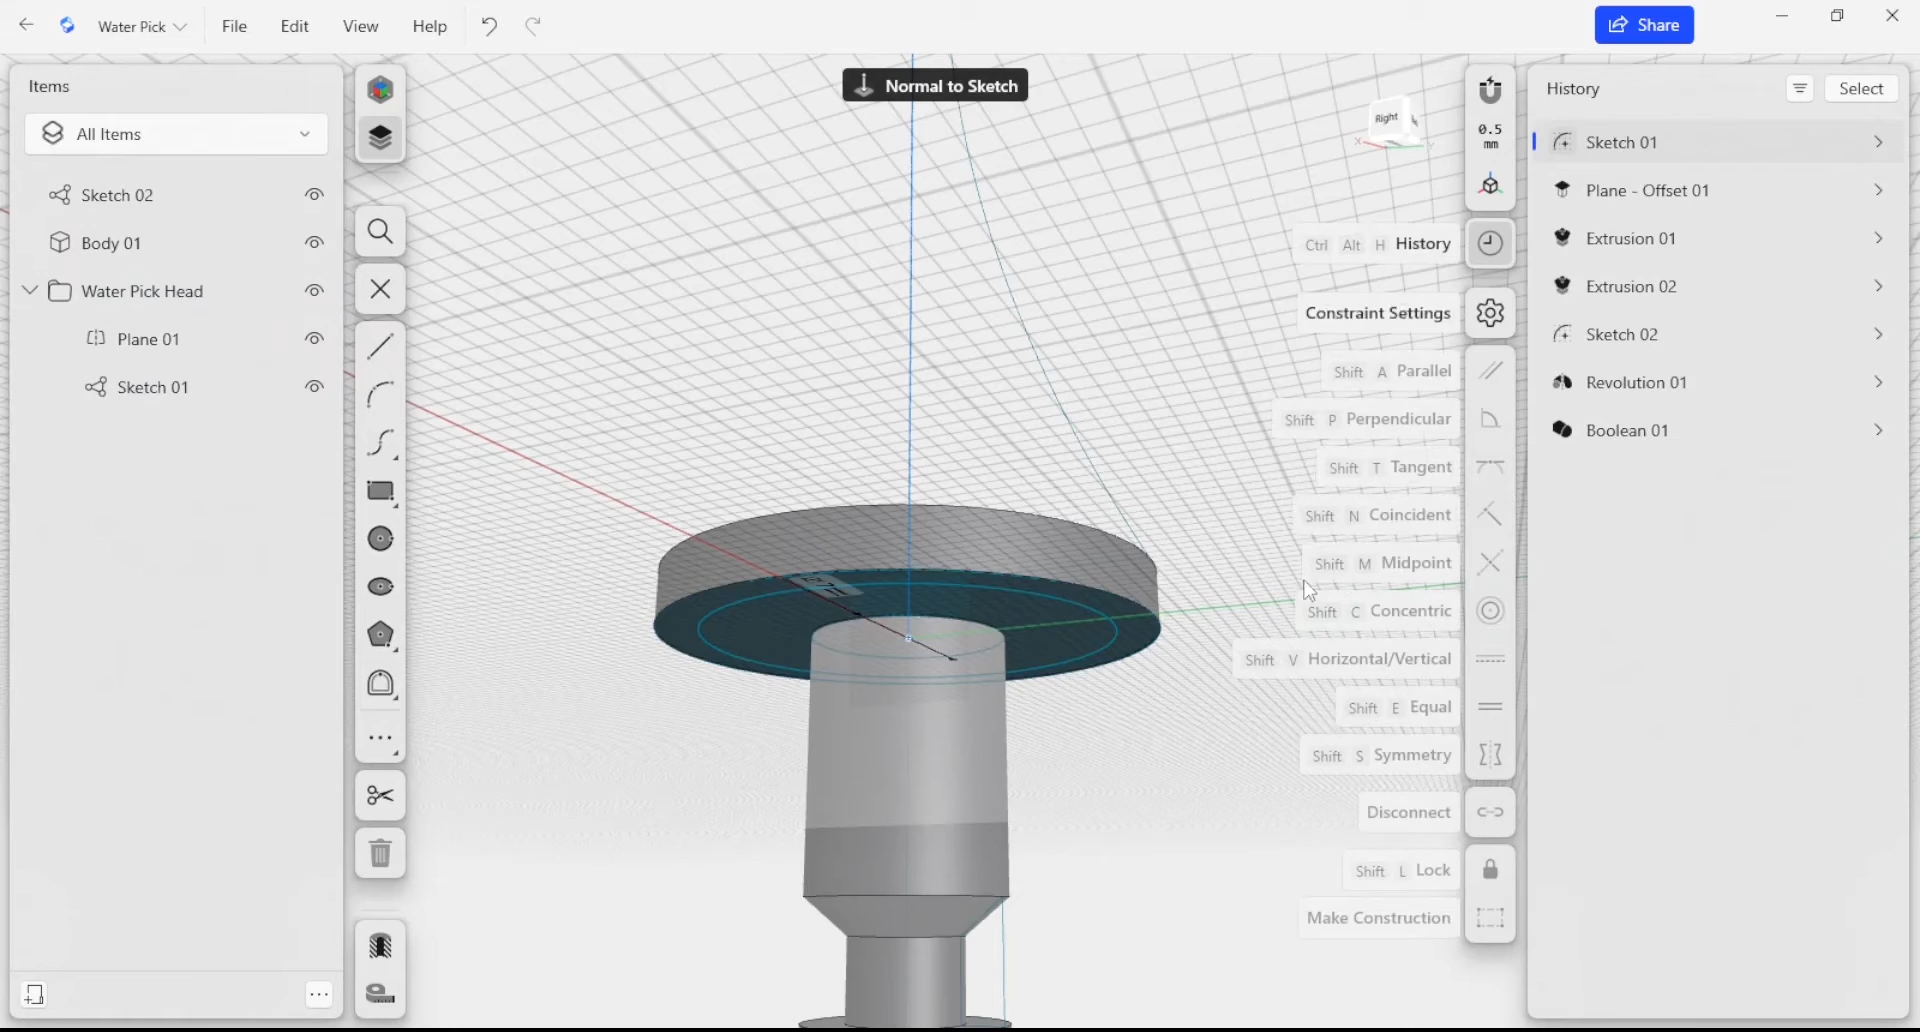 Water Pick
File
Edit
View
Help
Share
Items
All Items
Sketch 02
Body 01
Water Pick Head
Plane 01
Sketch 01
Normal to Sketch
Right
X
Y
0.5
mm
Ctrl Alt H History
Constraint Settings
Shift A Parallel
Shift P Perpendicular
Shift T Tangent
Shift N Coincident
Shift M Midpoint
Shift C Concentric
Shift V Horizontal/Vertical
Shift E Equal
Shift S Symmetry
Disconnect
Shift L Lock
Make Construction
History
Select
Sketch 01
Plane - Offset 01
Extrusion 01
Extrusion 02
Sketch 02
Revolution 01
Boolean 01